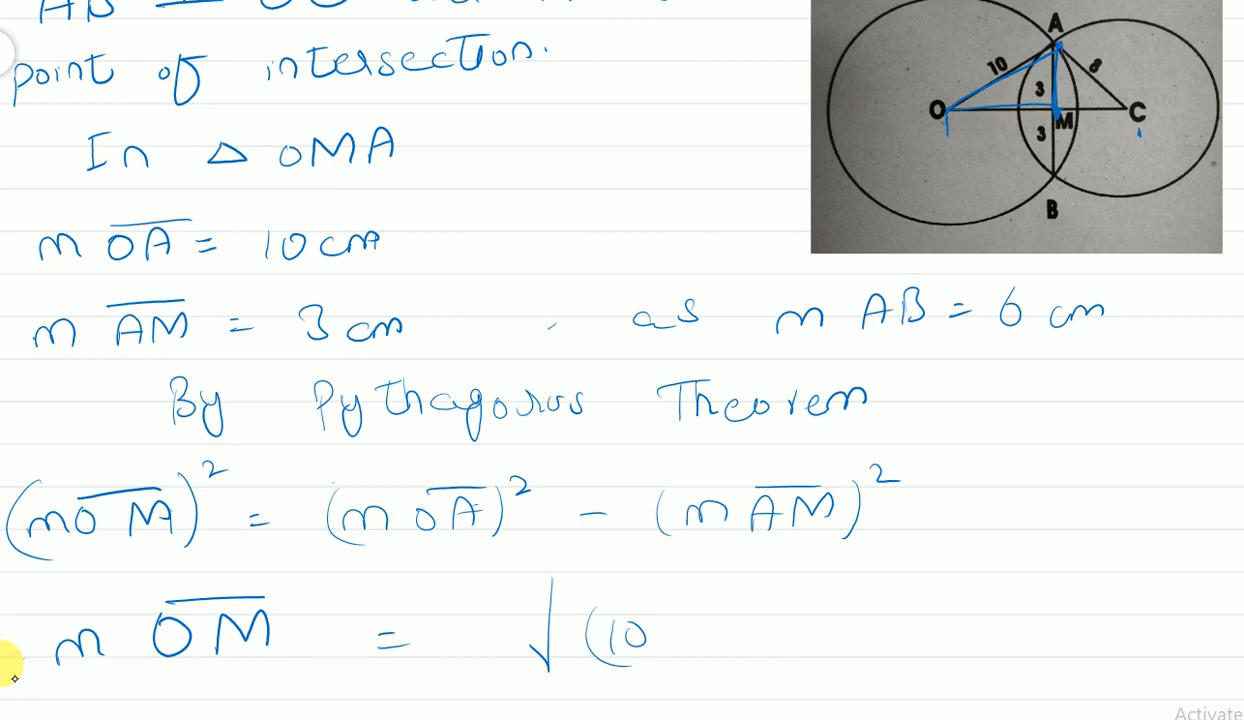 point of intersection.
In △ OMA
m OA = 10 cm
m AM = 3 cm , as m AB = 6 cm
By Pythagorus Theorem
(m OM)² = (m OA)² - (m AM)²
m OM = √(10
A
10
8
3
O
M
C
3
B
Activate